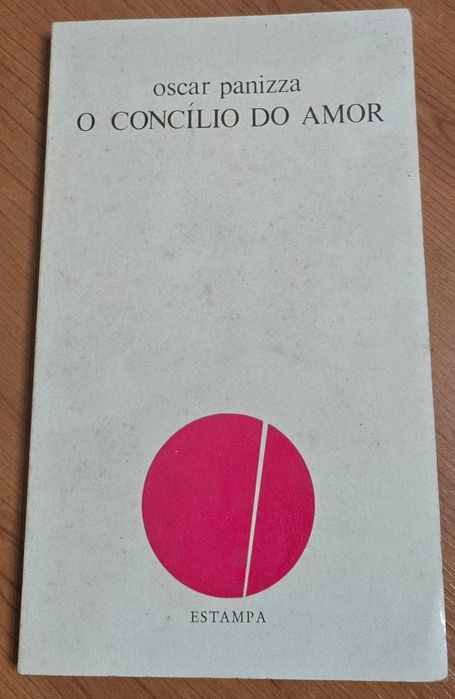 oscar panizza
O CONCÍLIO DO AMOR
ESTAMPA